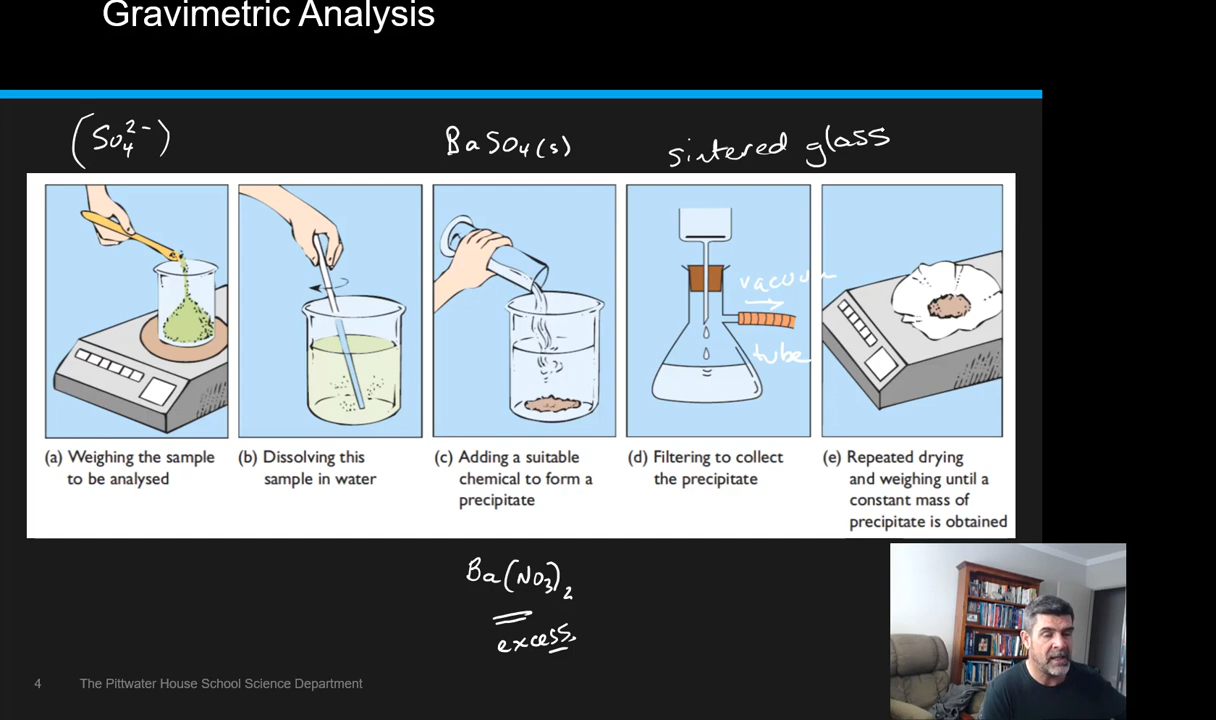 Gravimetric Analysis
(SO₄²⁻)
BaSO₄(s)
sintered glass
vacuum
tube
(a) Weighing the sample
to be analysed
(b) Dissolving this
sample in water
(c) Adding a suitable
chemical to form a
precipitate
(d) Filtering to collect
the precipitate
(e) Repeated drying
and weighing until a
constant mass of
precipitate is obtained
Ba(NO₃)₂
excess.
4 The Pittwater House School Science Department